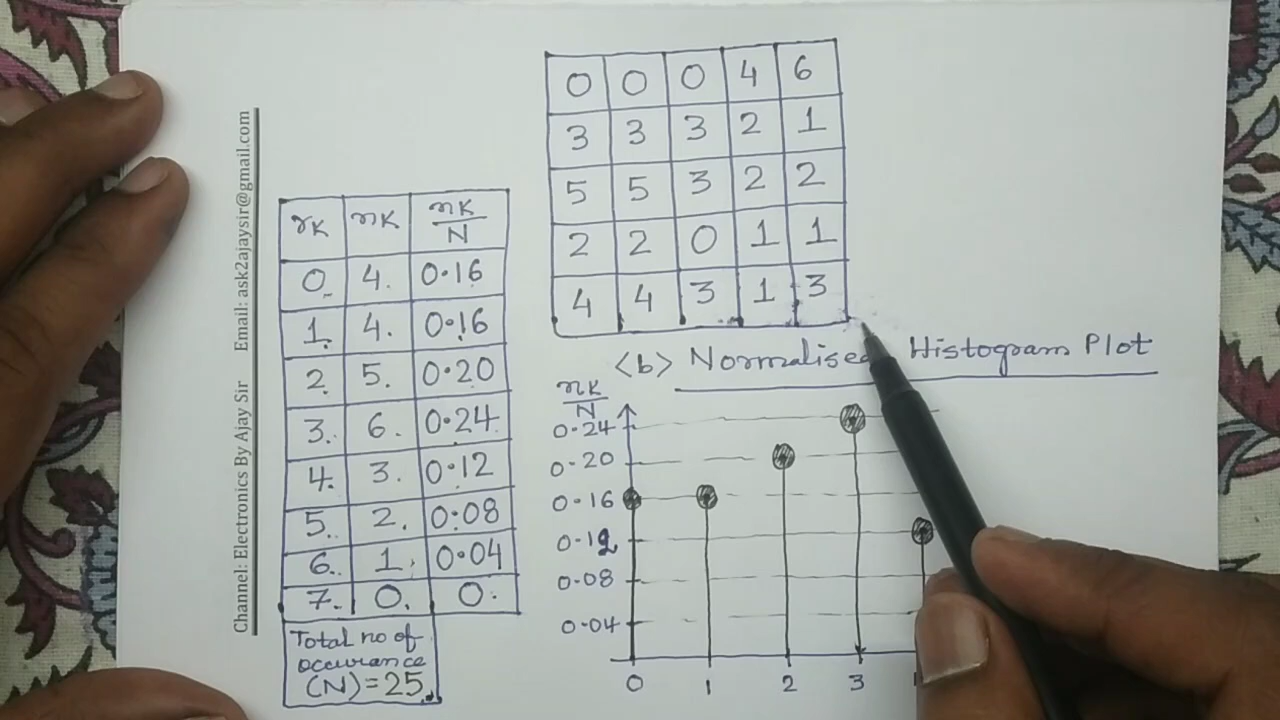 Channel: Electronics By Ajay Sir Email: ask2ajaysir@gmail.com
rK nK nK/N
0 4. 0.16
1. 4. 0.16
2. 5. 0.20
3. 6. 0.24
4. 3. 0.12
5. 2. 0.08
6. 1. 0.04
7. 0. 0.
Total no of
occurance
(N)=25.
0 0 0 4 6
3 3 3 2 1
5 5 3 2 2
2 2 0 1 1
4 4 3 1 3
<b> Normalised Histogram Plot
nK/N
0.24
0.20
0.16
0.12
0.08
0.04
0 1 2 3